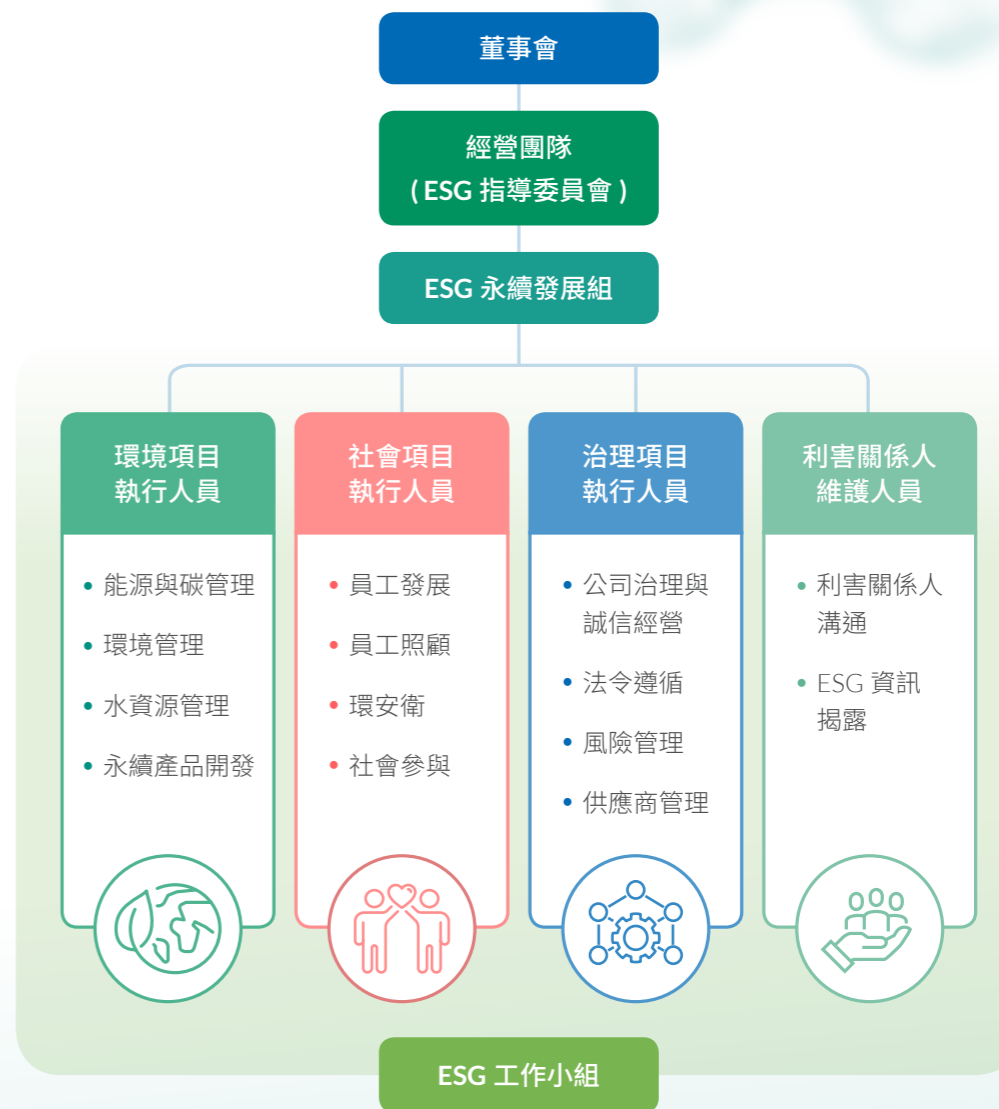 董事會
經營團隊
( ESG 指導委員會 )
ESG 永續發展組
環境項目
執行人員
• 能源與碳管理
• 環境管理
• 水資源管理
• 永續產品開發
社會項目
執行人員
• 員工發展
• 員工照顧
• 環安衛
• 社會參與
治理項目
執行人員
• 公司治理與
誠信經營
• 法令遵循
• 風險管理
• 供應商管理
利害關係人
維護人員
• 利害關係人
溝通
• ESG 資訊
揭露
ESG 工作小組